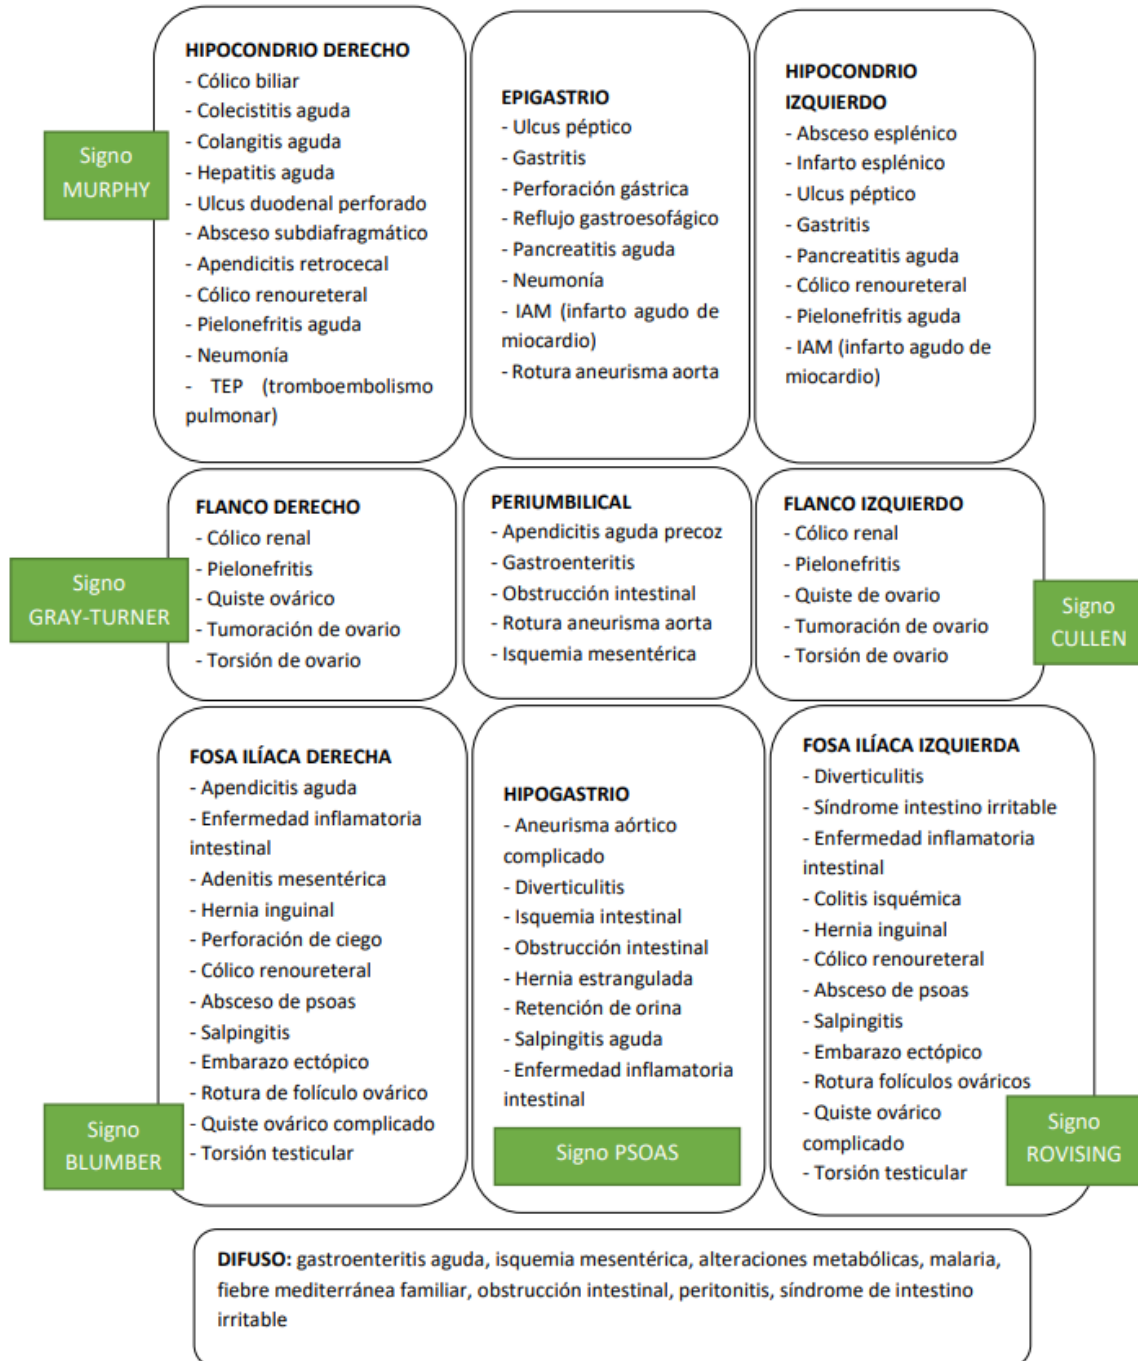 HIPOCONDRIO DERECHO
- Cólico biliar
- Colecistitis aguda
- Colangitis aguda
- Hepatitis aguda
- Ulcus duodenal perforado
- Absceso subdiafragmático
- Apendicitis retrocecal
- Cólico renoureteral
- Pielonefritis aguda
- Neumonía
- TEP (tromboembolismo
pulmonar)
Signo
MURPHY
EPIGASTRIO
- Ulcus péptico
- Gastritis
- Perforación gástrica
- Reflujo gastroesofágico
- Pancreatitis aguda
- Neumonía
- IAM (infarto agudo de
miocardio)
- Rotura aneurisma aorta
HIPOCONDRIO
IZQUIERDO
- Absceso esplénico
- Infarto esplénico
- Ulcus péptico
- Gastritis
- Pancreatitis aguda
- Cólico renoureteral
- Pielonefritis aguda
- IAM (infarto agudo de
miocardio)
FLANCO DERECHO
- Cólico renal
- Pielonefritis
- Quiste ovárico
- Tumoración de ovario
- Torsión de ovario
Signo
GRAY-TURNER
PERIUMBILICAL
- Apendicitis aguda precoz
- Gastroenteritis
- Obstrucción intestinal
- Rotura aneurisma aorta
- Isquemia mesentérica
FLANCO IZQUIERDO
- Cólico renal
- Pielonefritis
- Quiste de ovario
- Tumoración de ovario
- Torsión de ovario
Signo
CULLEN
FOSA ILÍACA DERECHA
- Apendicitis aguda
- Enfermedad inflamatoria
intestinal
- Adenitis mesentérica
- Hernia inguinal
- Perforación de ciego
- Cólico renoureteral
- Absceso de psoas
- Salpingitis
- Embarazo ectópico
- Rotura de folículo ovárico
- Quiste ovárico complicado
- Torsión testicular
Signo
BLUMBER
HIPOGASTRIO
- Aneurisma aórtico
complicado
- Diverticulitis
- Isquemia intestinal
- Obstrucción intestinal
- Hernia estrangulada
- Retención de orina
- Salpingitis aguda
- Enfermedad inflamatoria
intestinal
Signo PSOAS
FOSA ILÍACA IZQUIERDA
- Diverticulitis
- Síndrome intestino irritable
- Enfermedad inflamatoria
intestinal
- Colitis isquémica
- Hernia inguinal
- Cólico renoureteral
- Absceso de psoas
- Salpingitis
- Embarazo ectópico
- Rotura folículos ováricos
- Quiste ovárico
complicado
- Torsión testicular
Signo
ROVISING
DIFUSO: gastroenteritis aguda, isquemia mesentérica, alteraciones metabólicas, malaria,
fiebre mediterránea familiar, obstrucción intestinal, peritonitis, síndrome de intestino
irritable